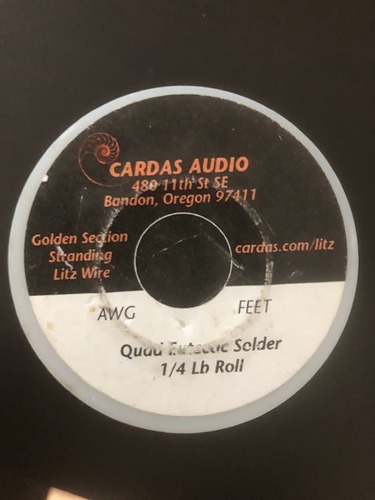 CARDAS AUDIO
480 11th St SE
Bandon, Oregon 97411
Golden Section
Stranding
Litz Wire
cardas.com/litz
AWG
FEET
Quad Eutectic Solder
1/4 Lb Roll